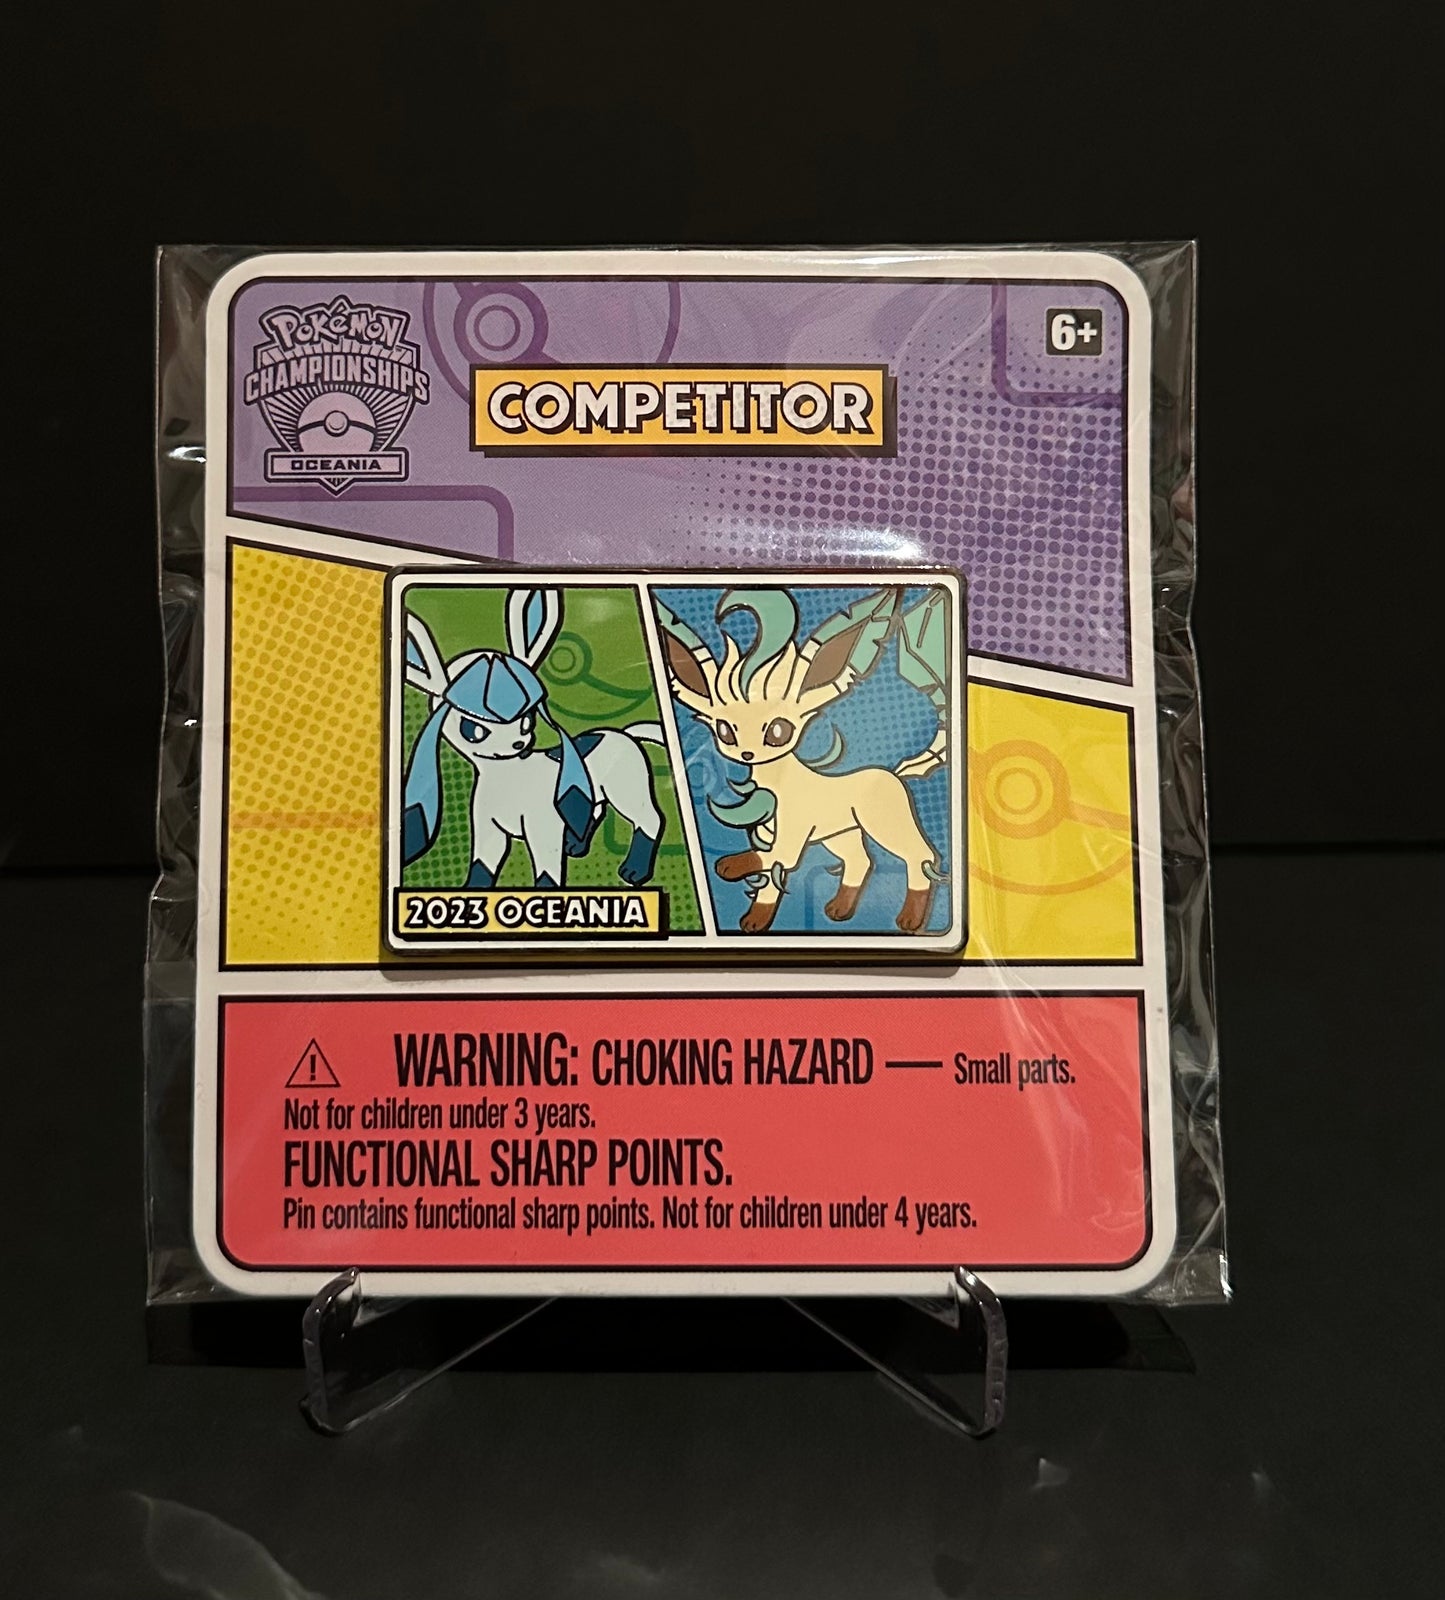 Pokémon
CHAMPIONSHIPS
OCEANIA
COMPETITOR
6+
2023 OCEANIA
WARNING: CHOKING HAZARD — Small parts.
Not for children under 3 years.
FUNCTIONAL SHARP POINTS.
Pin contains functional sharp points. Not for children under 4 years.